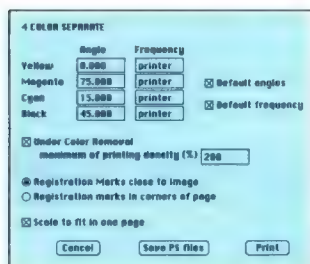 4 COLOR SEPARATE
Angle Frequency
Yellow 0.000 printer
Magenta 75.000 printer Default angles
Cyan 15.000 printer Default frequency
Black 45.000 printer
Under Color Removal
maximum of printing density (%) 200
Registration Marks close to image
Registration marks in corners of page
Scale to fit in one page
Cancel Save PS files Print